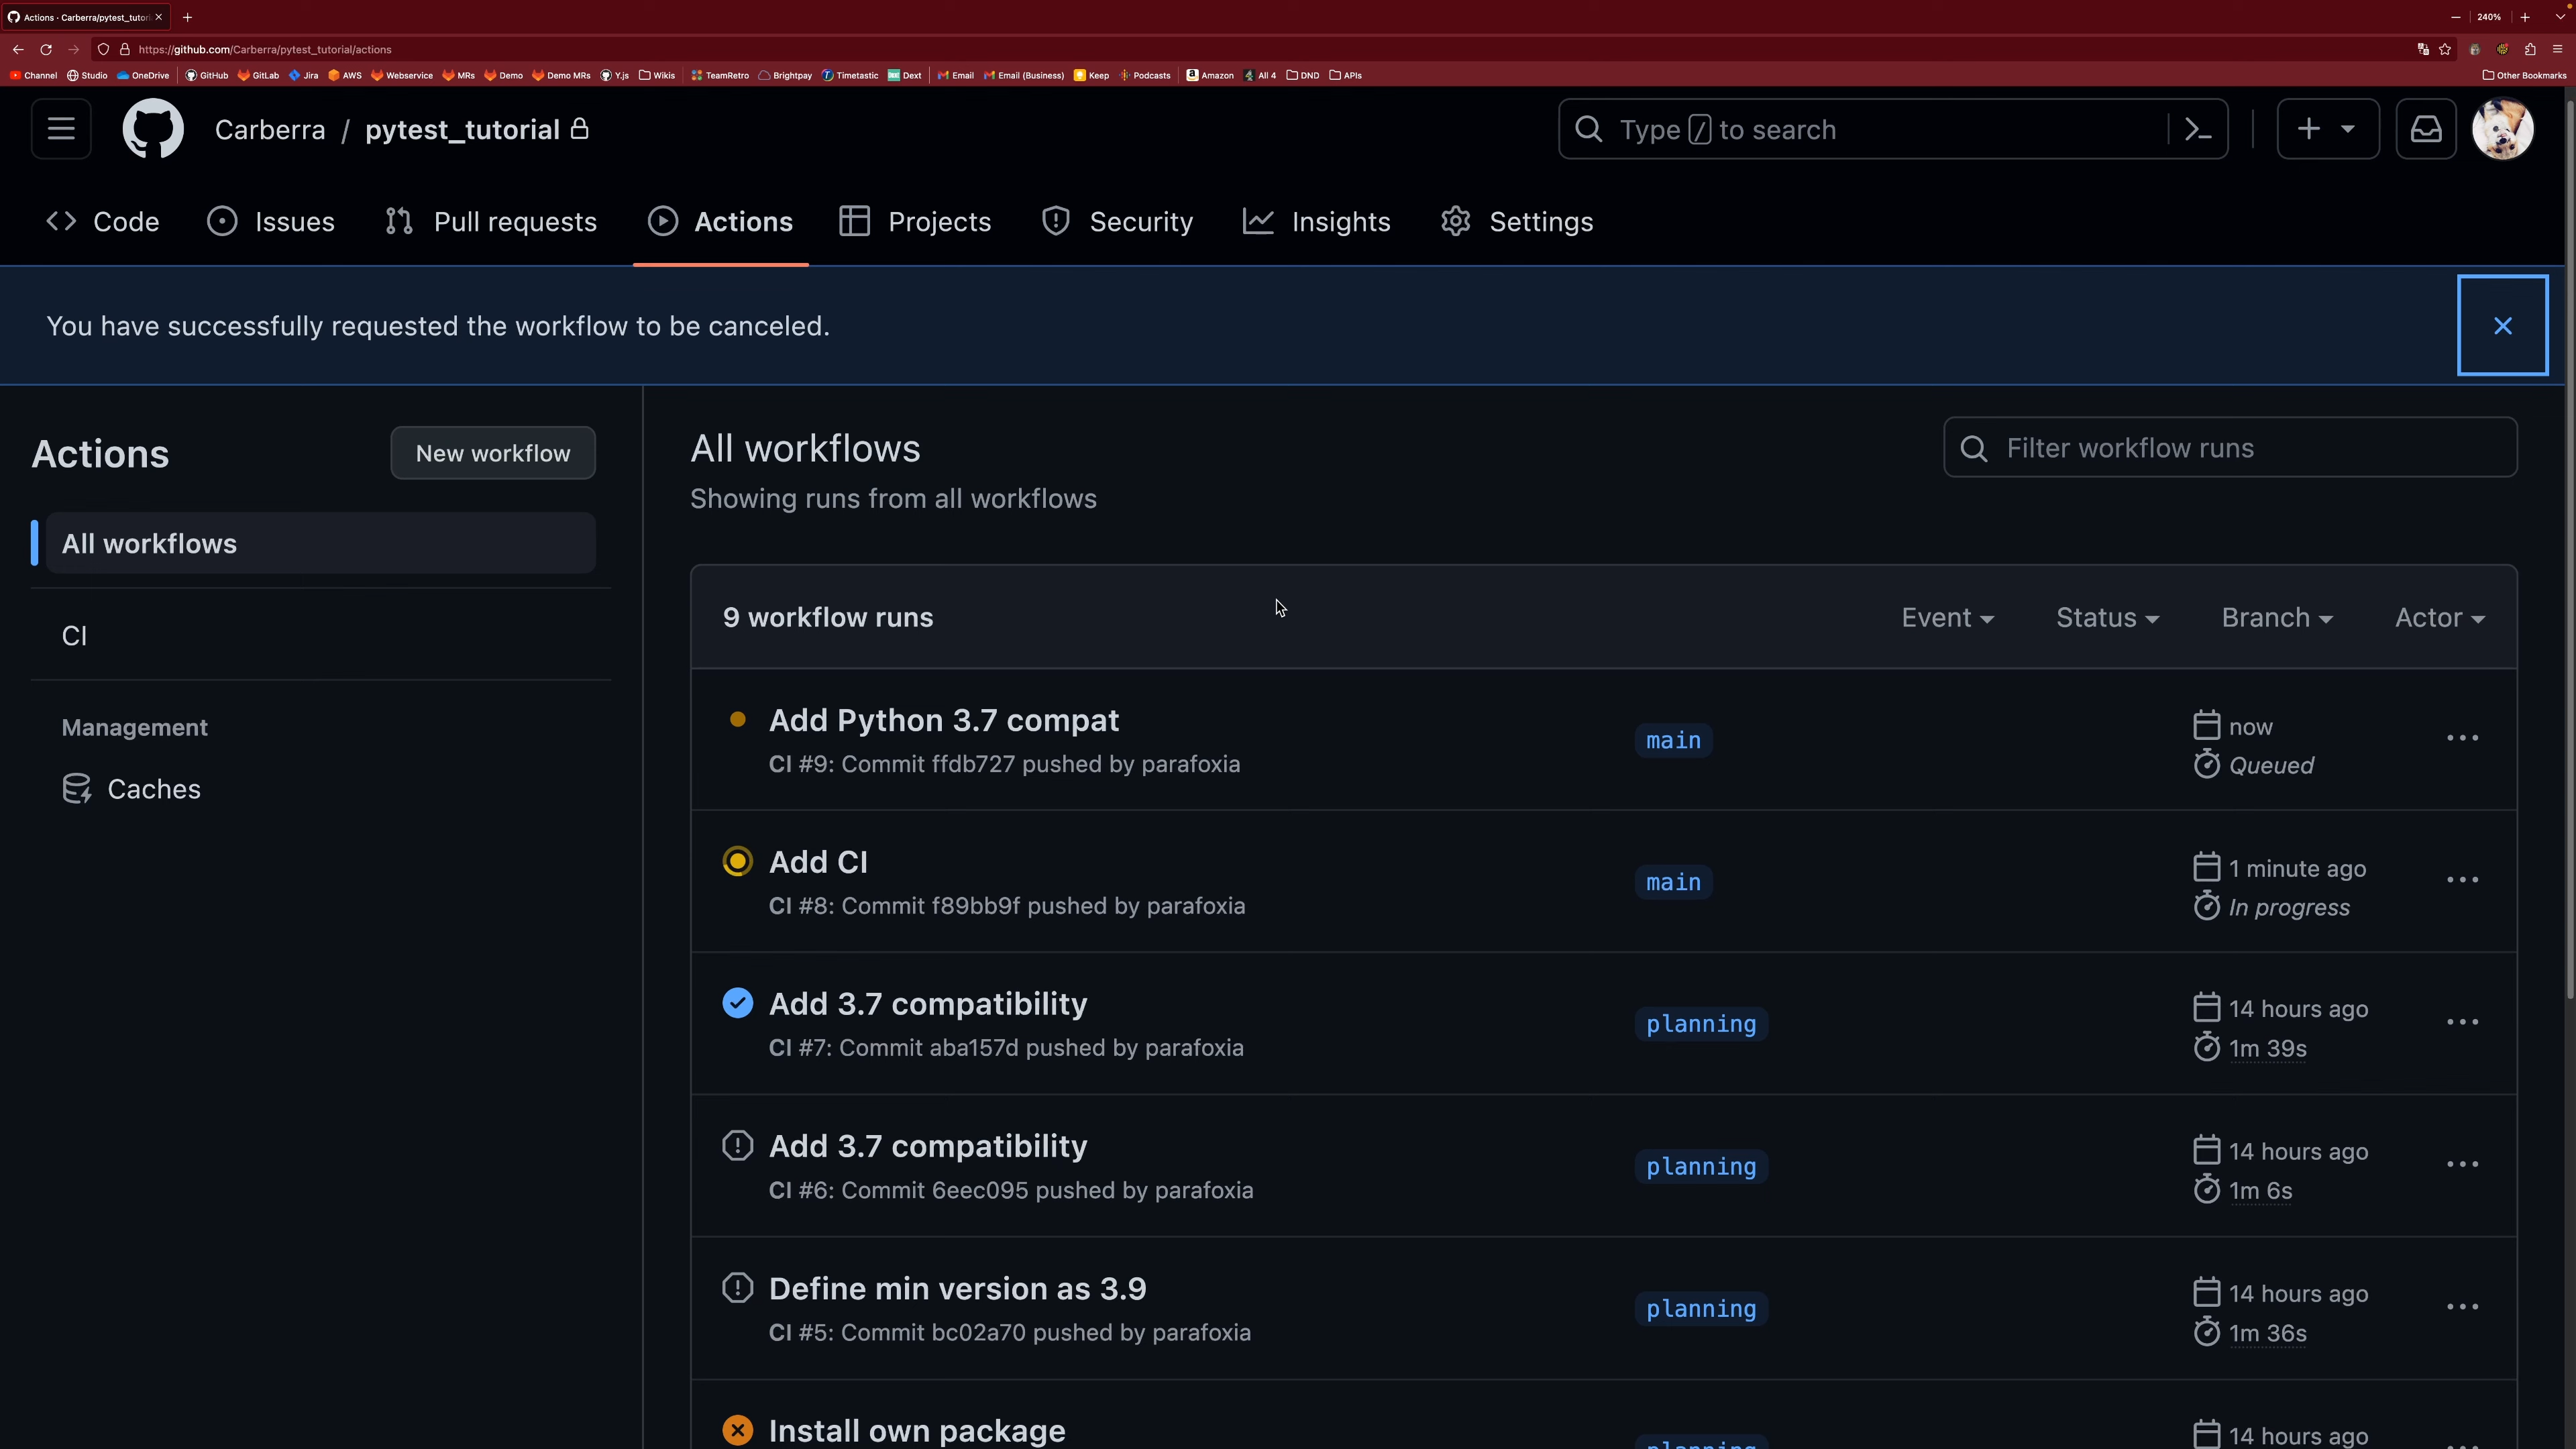 Actions · Carberra/pytest_tutori
240%
https://github.com/Carberra/pytest_tutorial/actions
Channel Studio OneDrive GitHub GitLab Jira AWS Webservice MRs Demo Demo MRs Y.js Wikis TeamRetro Brightpay Timetastic Dext Email Email (Business) Keep Podcasts Amazon All 4 DND APIs Other Bookmarks
Carberra / pytest_tutorial
Type / to search
Code Issues Pull requests Actions Projects Security Insights Settings
You have successfully requested the workflow to be canceled.
Actions
New workflow
All workflows
CI
Management
Caches
All workflows
Showing runs from all workflows
Filter workflow runs
9 workflow runs
Event Status Branch Actor
Add Python 3.7 compat
CI #9: Commit ffdb727 pushed by parafoxia
main
now
Queued
Add CI
CI #8: Commit f89bb9f pushed by parafoxia
main
1 minute ago
In progress
Add 3.7 compatibility
CI #7: Commit aba157d pushed by parafoxia
planning
14 hours ago
1m 39s
Add 3.7 compatibility
CI #6: Commit 6eec095 pushed by parafoxia
planning
14 hours ago
1m 6s
Define min version as 3.9
CI #5: Commit bc02a70 pushed by parafoxia
planning
14 hours ago
1m 36s
Install own package
planning
14 hours ago